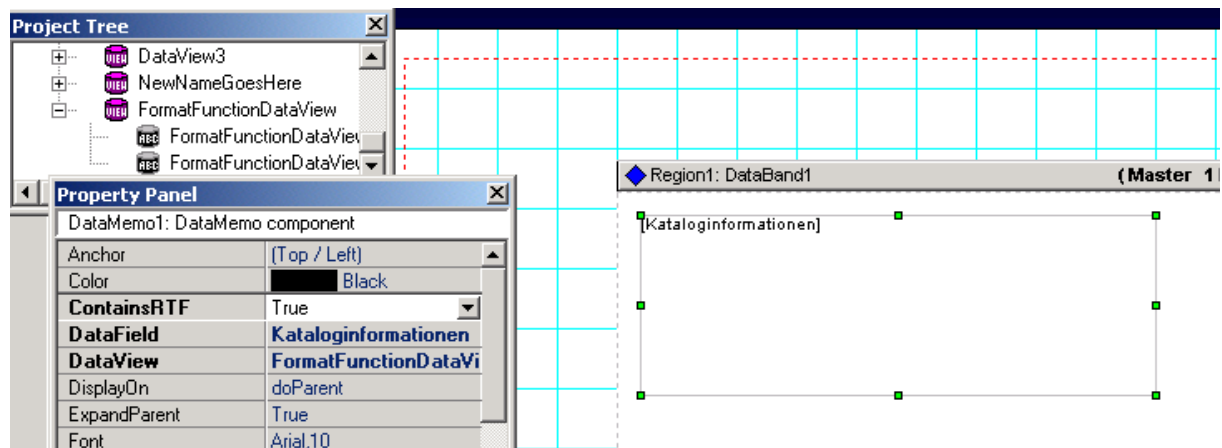 Project Tree
DataView3
NewNameGoesHere
FormatFunctionDataView
FormatFunctionDataVie
FormatFunctionDataVie
Property Panel
DataMemo1: DataMemo component
Anchor (Top / Left)
Color Black
ContainsRTF True
DataField Kataloginformationen
DataView FormatFunctionDataVi
DisplayOn doParent
ExpandParent True
Font Arial,10
Region1: DataBand1 (Master 1
[Kataloginformationen]